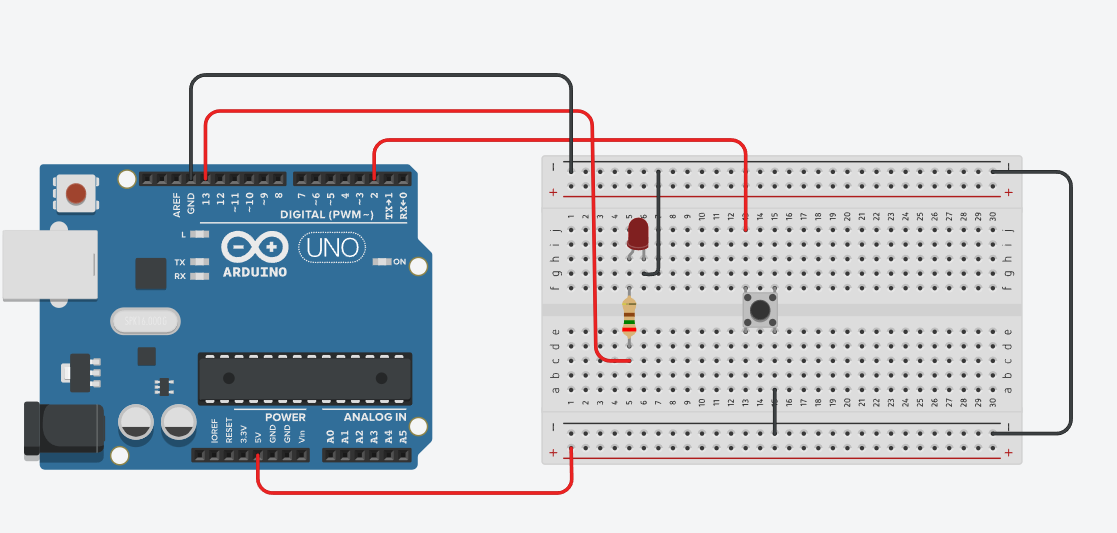 AREF
GND
13
12
~11
~10
~9
8
7
~6
~5
4
~3
2
TX→1
RX←0
DIGITAL (PWM ~)
L
TX
RX
ARDUINO
UNO
ON
POWER
ANALOG IN
IOREF
RESET
3.3V
5V
GND
GND
Vin
A0
A1
A2
A3
A4
A5
− −
+ +
1 2 3 4 5 6 7 8 9 10 11 12 13 14 15 16 17 18 19 20 21 22 23 24 25 26 27 28 29 30
j j
i i
h h
g g
f f
e e
d d
c c
b b
a a
1 2 3 4 5 6 7 8 9 10 11 12 13 14 15 16 17 18 19 20 21 22 23 24 25 26 27 28 29 30
− −
+ +